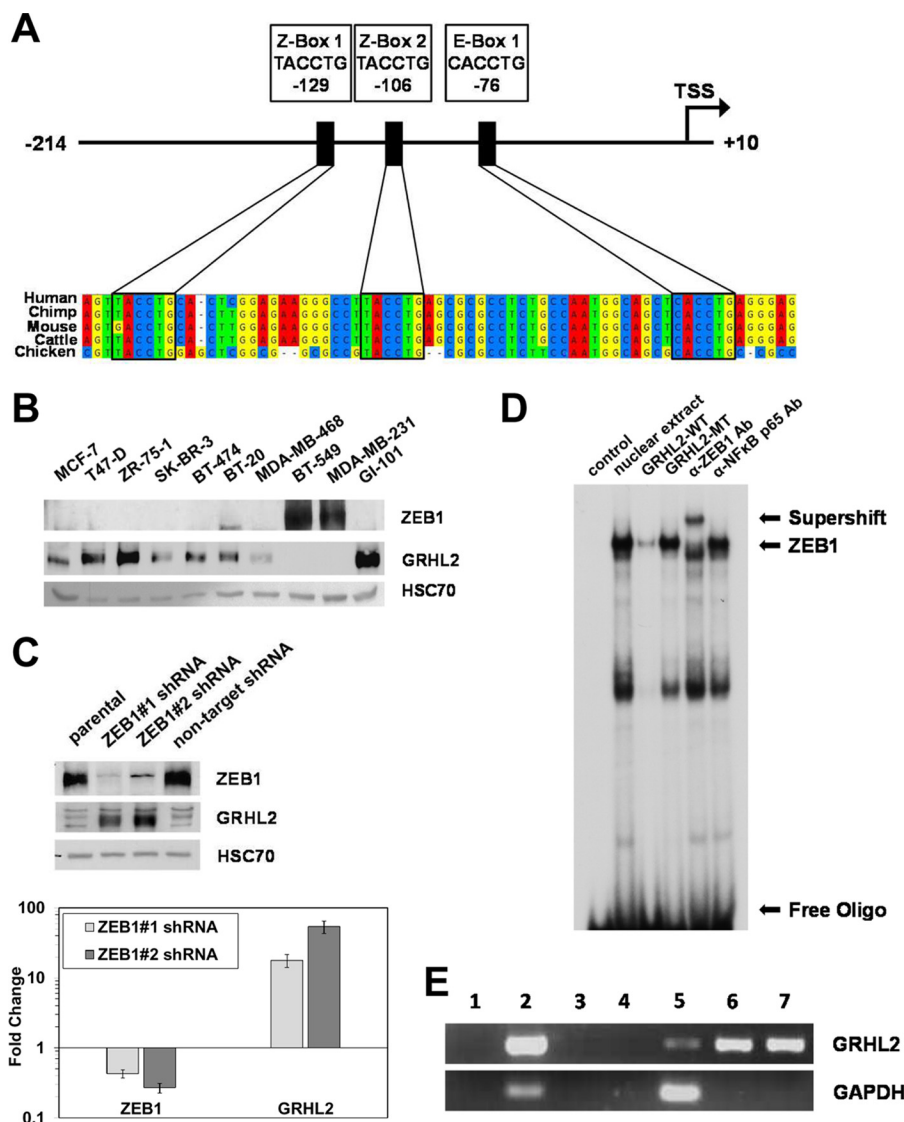 A
Z-Box 1
TACCTG
-129
Z-Box 2
TACCTG
-106
E-Box 1
CACCTG
-76
TSS
-214
+10
Human
Chimp
Mouse
Cattle
Chicken
B
MCF-7
T47-D
ZR-75-1
SK-BR-3
BT-474
BT-20
MDA-MB-468
BT-549
MDA-MB-231
GI-101
ZEB1
GRHL2
HSC70
C
parental
ZEB1#1 shRNA
ZEB1#2 shRNA
non-target shRNA
ZEB1
GRHL2
HSC70
Fold Change
100
10
1
0.1
ZEB1#1 shRNA
ZEB1#2 shRNA
ZEB1
GRHL2
D
control
nuclear extract
GRHL2-WT
GRHL2-MT
α-ZEB1 Ab
α-NFκB p65 Ab
Supershift
ZEB1
Free Oligo
E
1 2 3 4 5 6 7
GRHL2
GAPDH